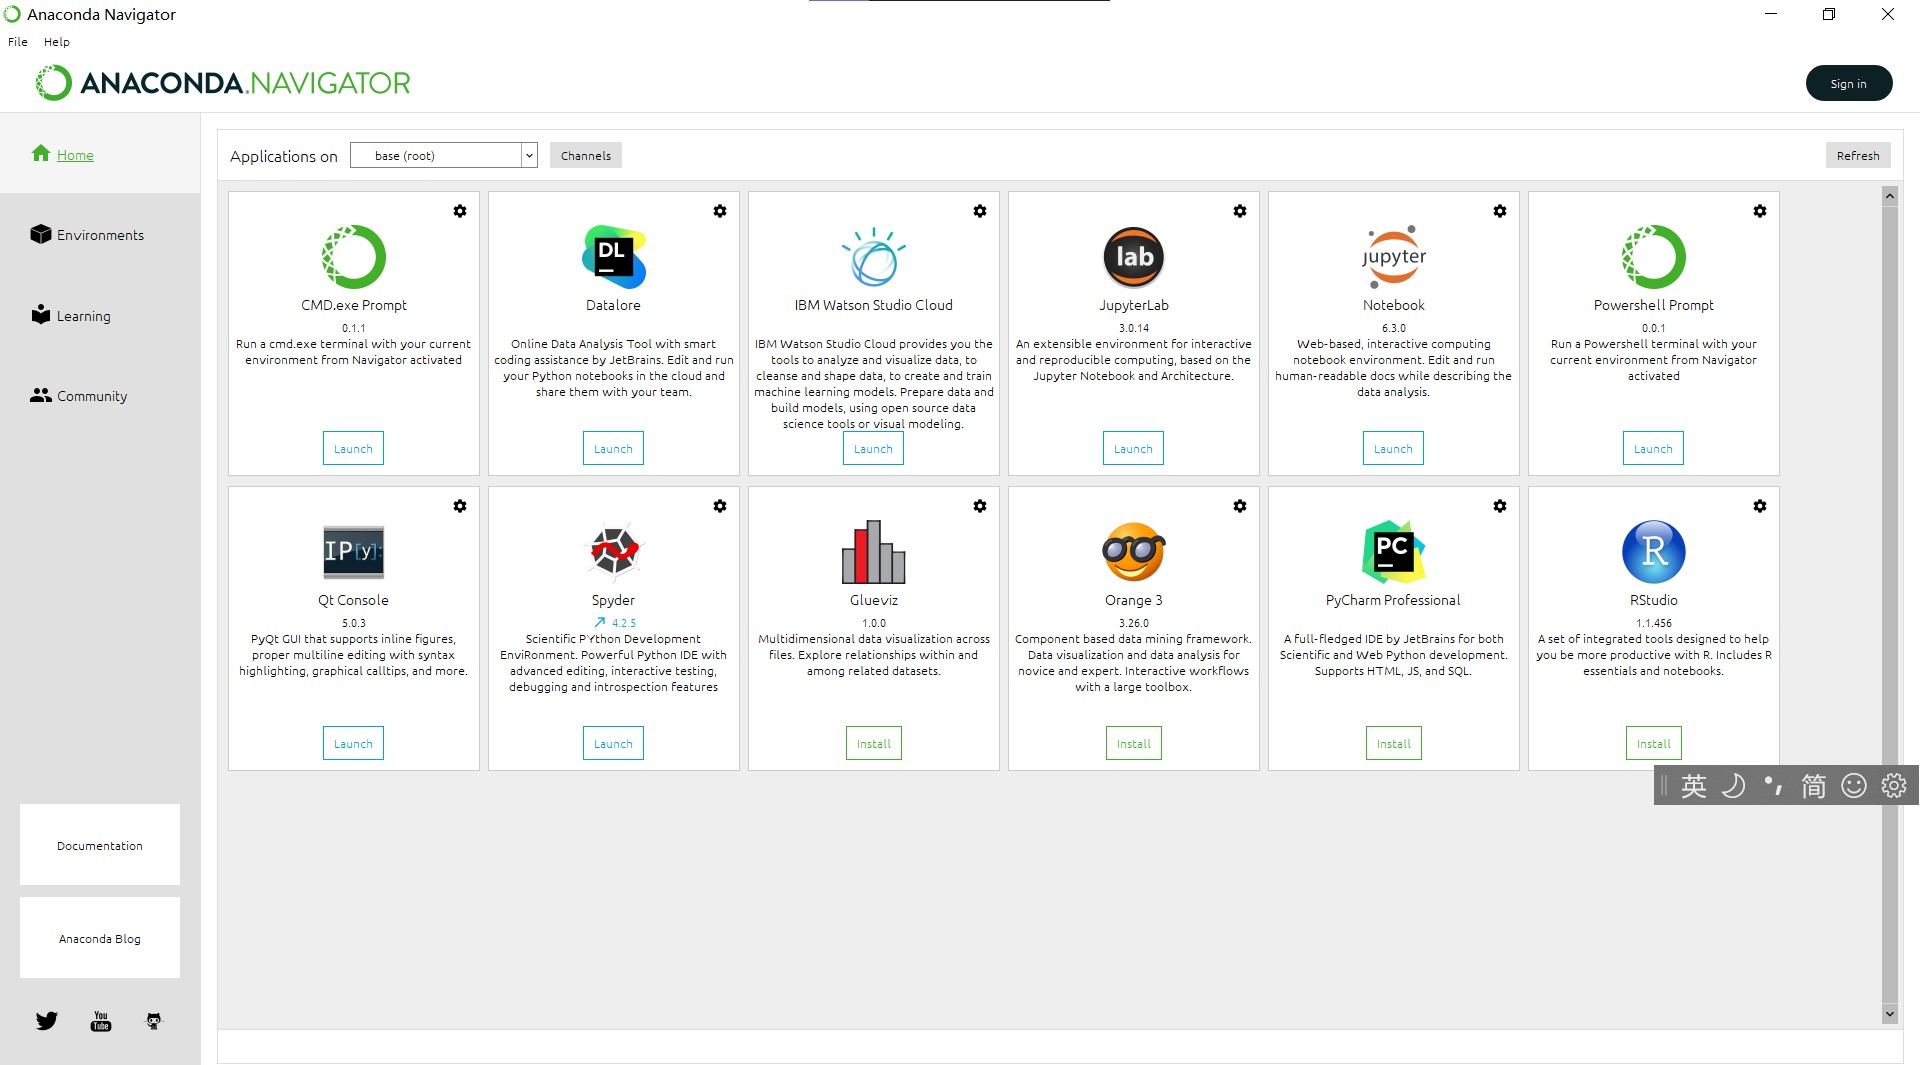 Anaconda Navigator
File Help
ANACONDA.NAVIGATOR
Sign in
Home
Environments
Learning
Community
Documentation
Anaconda Blog
You
Tube
Applications on base (root) Channels Refresh
CMD.exe Prompt
0.1.1
Run a cmd.exe terminal with your current
environment from Navigator activated
Launch
DL
Datalore
Online Data Analysis Tool with smart
coding assistance by JetBrains. Edit and run
your Python notebooks in the cloud and
share them with your team.
Launch
IBM Watson Studio Cloud
IBM Watson Studio Cloud provides you the
tools to analyze and visualize data, to
cleanse and shape data, to create and train
machine learning models. Prepare data and
build models, using open source data
science tools or visual modeling.
Launch
lab
JupyterLab
3.0.14
An extensible environment for interactive
and reproducible computing, based on the
Jupyter Notebook and Architecture.
Launch
jupyter
Notebook
6.3.0
Web-based, interactive computing
notebook environment. Edit and run
human-readable docs while describing the
data analysis.
Launch
Powershell Prompt
0.0.1
Run a Powershell terminal with your
current environment from Navigator
activated
Launch
IP[y]:
Qt Console
5.0.3
PyQt GUI that supports inline figures,
proper multiline editing with syntax
highlighting, graphical calltips, and more.
Launch
Spyder
4.2.5
Scientific PYthon Development
EnviRonment. Powerful Python IDE with
advanced editing, interactive testing,
debugging and introspection features
Launch
Glueviz
1.0.0
Multidimensional data visualization across
files. Explore relationships within and
among related datasets.
Install
Orange 3
3.26.0
Component based data mining framework.
Data visualization and data analysis for
novice and expert. Interactive workflows
with a large toolbox.
Install
PC
PyCharm Professional
A full-fledged IDE by JetBrains for both
Scientific and Web Python development.
Supports HTML, JS, and SQL.
Install
R
RStudio
1.1.456
A set of integrated tools designed to help
you be more productive with R. Includes R
essentials and notebooks.
Install
英 简